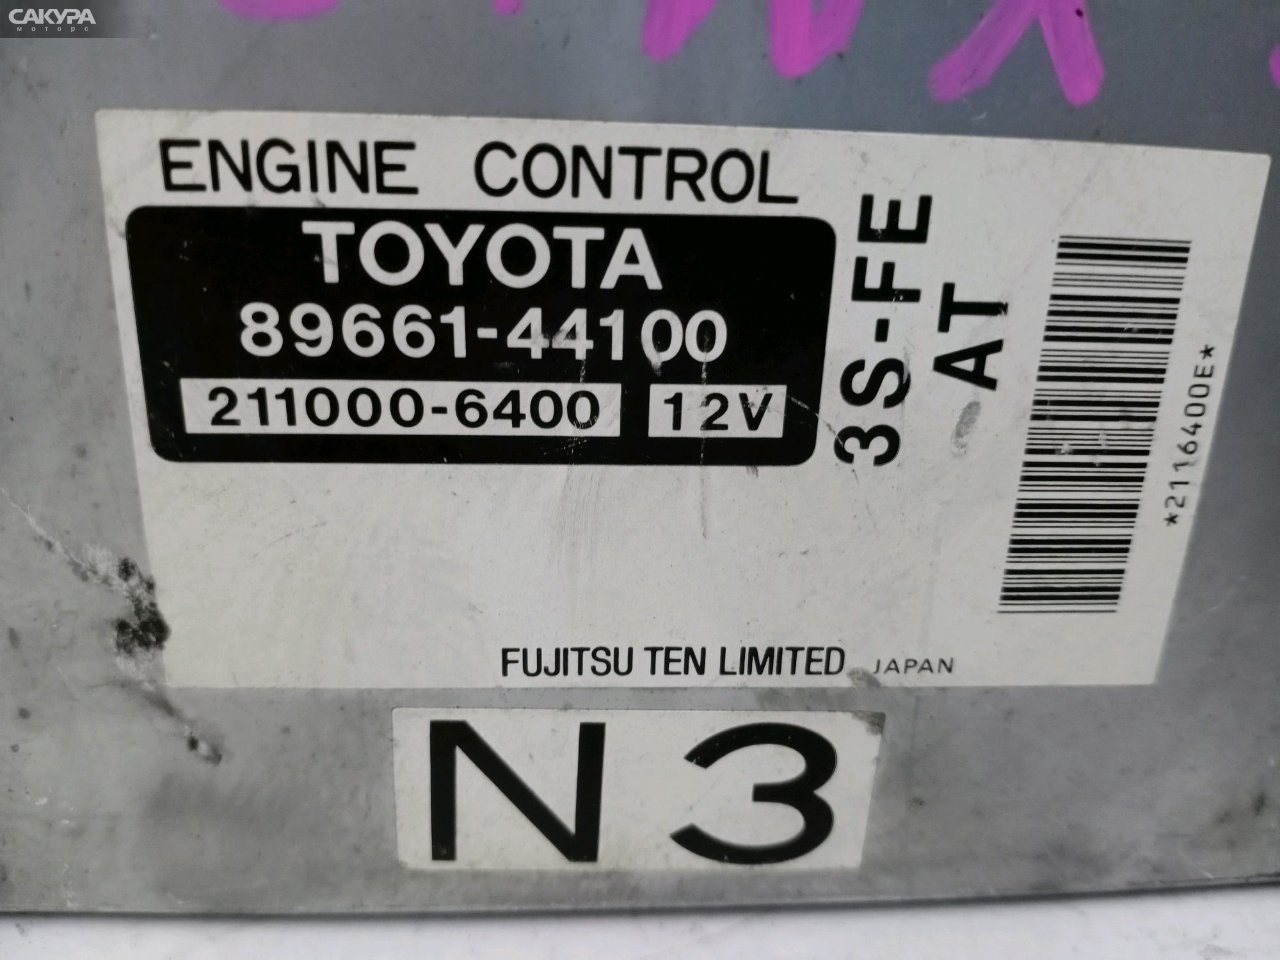 САКУРА
моторс
ENGINE CONTROL
TOYOTA
89661-44100
211000-6400 12V
3S-FE
AT
*2116400E*
FUJITSU TEN LIMITED JAPAN
N3